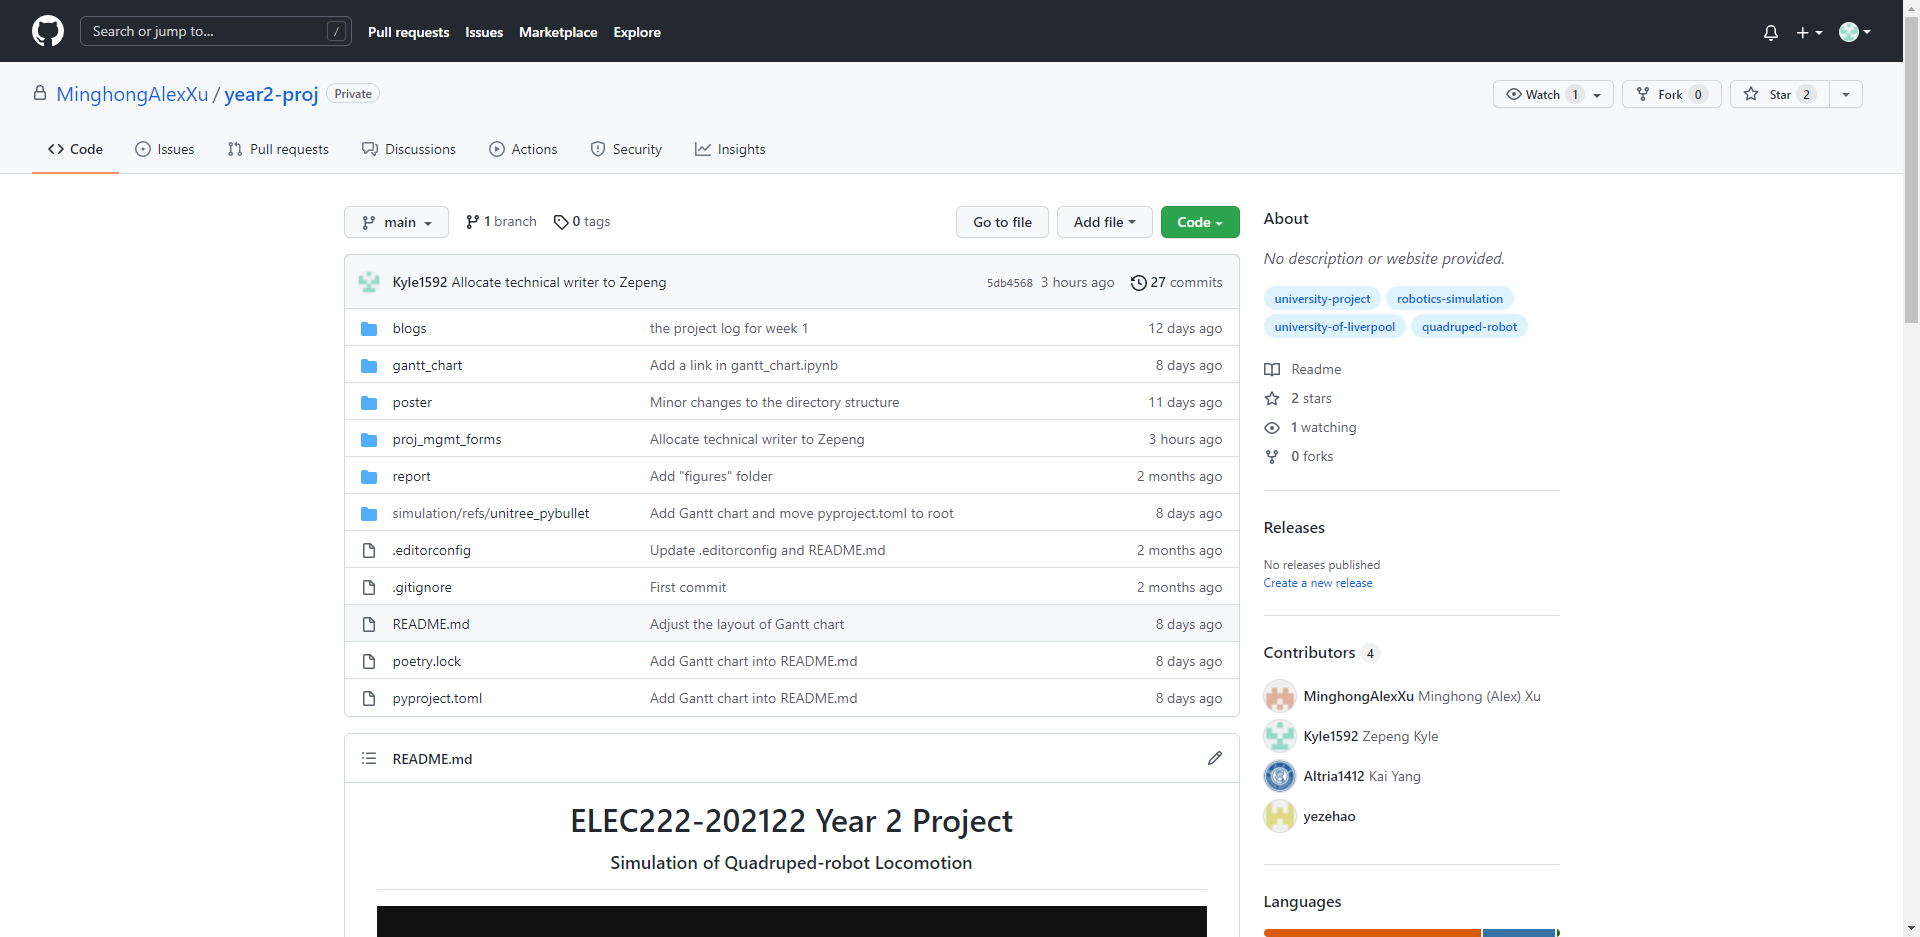 Search or jump to... /
Pull requests Issues Marketplace Explore
MinghongAlexXu / year2-proj Private
Watch 1 Fork 0 Star 2
Code Issues Pull requests Discussions Actions Security Insights
main 1 branch 0 tags Go to file Add file Code
Kyle1592 Allocate technical writer to Zepeng 5db4568 3 hours ago 27 commits
blogs the project log for week 1 12 days ago
gantt_chart Add a link in gantt_chart.ipynb 8 days ago
poster Minor changes to the directory structure 11 days ago
proj_mgmt_forms Allocate technical writer to Zepeng 3 hours ago
report Add "figures" folder 2 months ago
simulation/refs/unitree_pybullet Add Gantt chart and move pyproject.toml to root 8 days ago
.editorconfig Update .editorconfig and README.md 2 months ago
.gitignore First commit 2 months ago
README.md Adjust the layout of Gantt chart 8 days ago
poetry.lock Add Gantt chart into README.md 8 days ago
pyproject.toml Add Gantt chart into README.md 8 days ago
README.md
ELEC222-202122 Year 2 Project
Simulation of Quadruped-robot Locomotion
About
No description or website provided.
university-project robotics-simulation
university-of-liverpool quadruped-robot
Readme
2 stars
1 watching
0 forks
Releases
No releases published
Create a new release
Contributors 4
MinghongAlexXu Minghong (Alex) Xu
Kyle1592 Zepeng Kyle
Altria1412 Kai Yang
yezehao
Languages